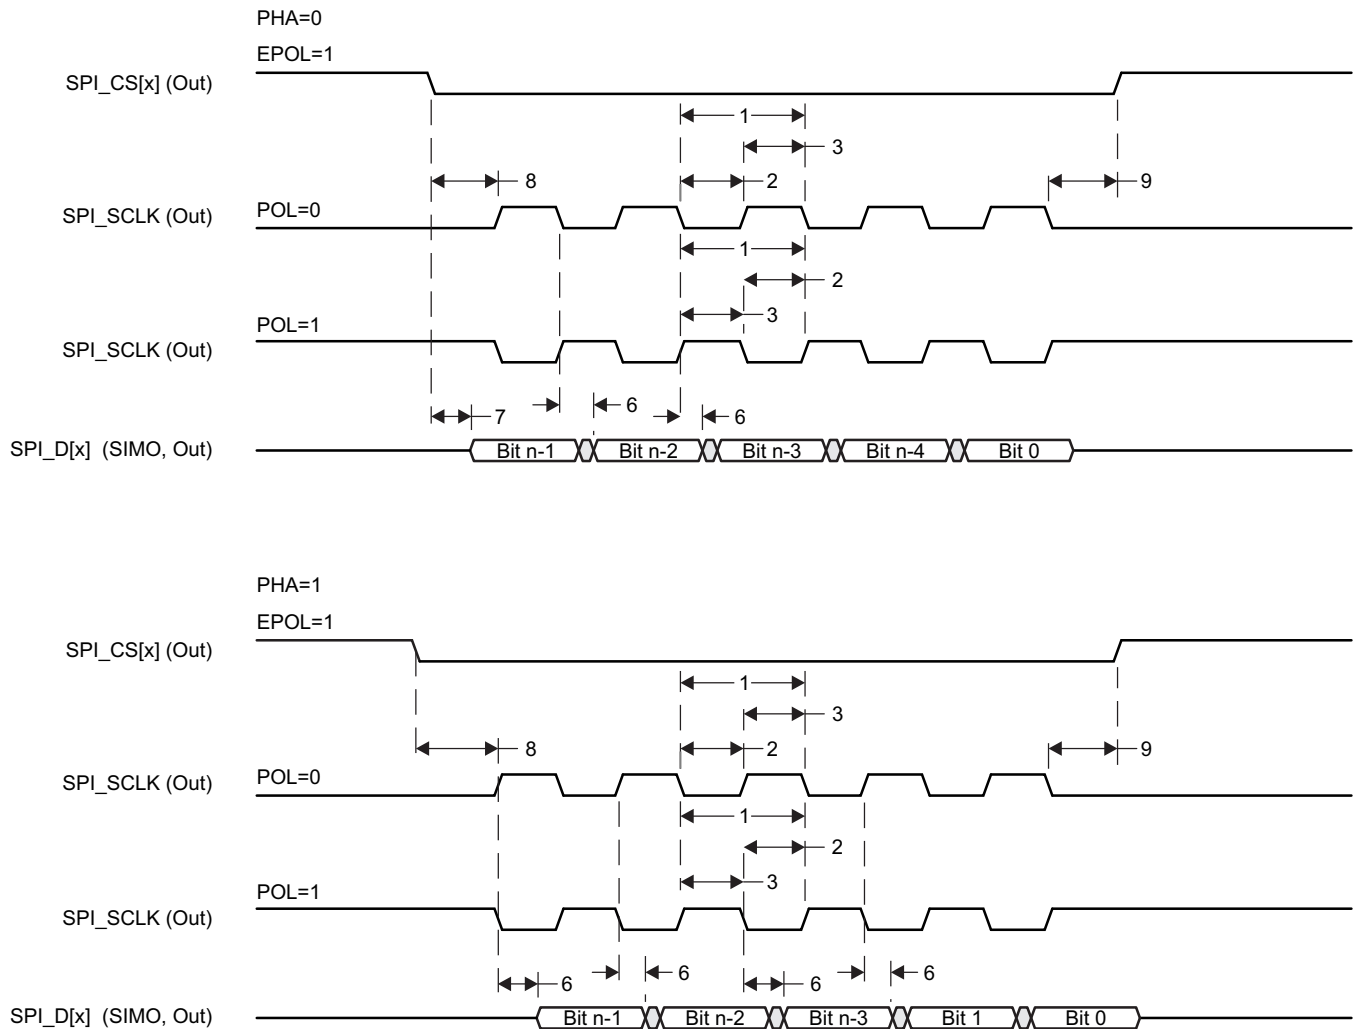 PHA=0
EPOL=1
SPI_CS[x] (Out)
1
3
8
2
9
SPI_SCLK (Out)
POL=0
1
2
3
POL=1
SPI_SCLK (Out)
7
6
6
SPI_D[x] (SIMO, Out)
Bit n-1 Bit n-2 Bit n-3 Bit n-4 Bit 0
PHA=1
EPOL=1
SPI_CS[x] (Out)
1
3
8
2
9
SPI_SCLK (Out)
POL=0
1
2
3
POL=1
SPI_SCLK (Out)
6
6
6
6
SPI_D[x] (SIMO, Out)
Bit n-1 Bit n-2 Bit n-3 Bit 1 Bit 0